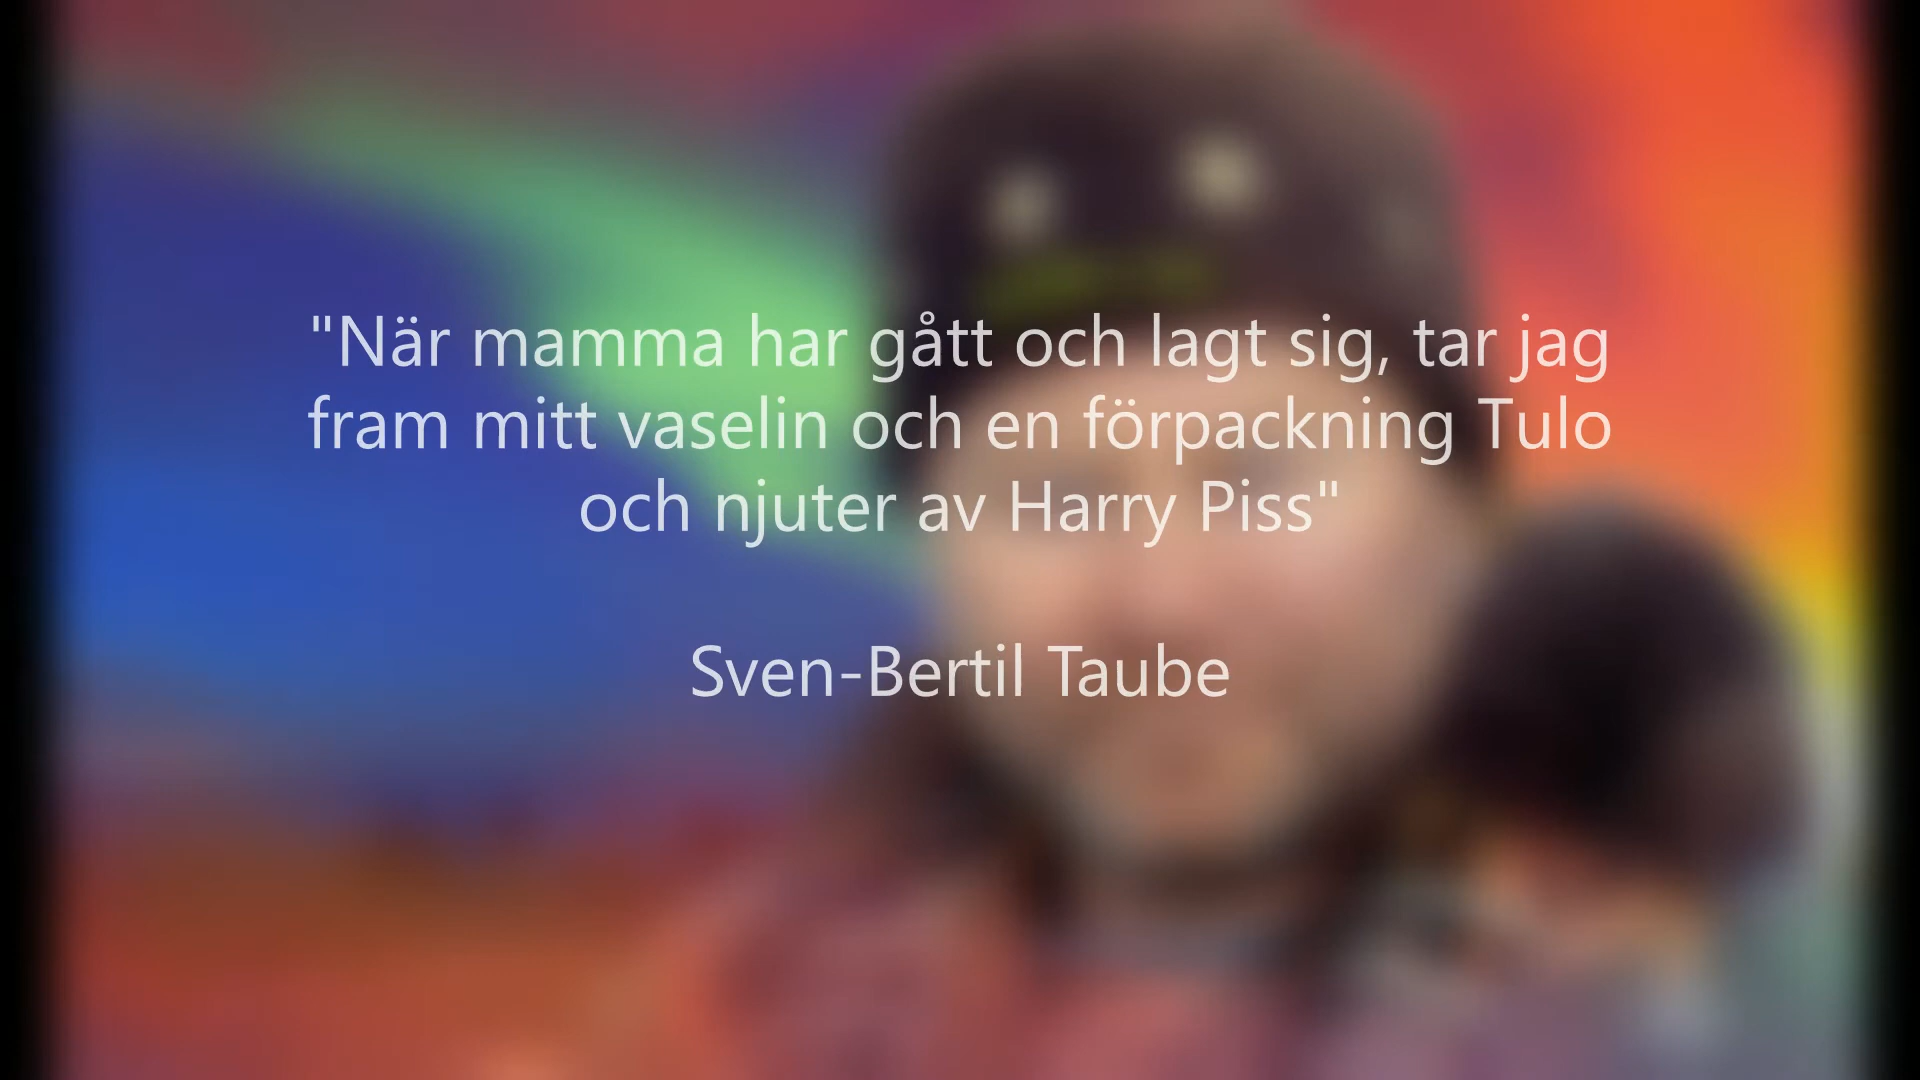 "När mamma har gått och lagt sig, tar jag
fram mitt vaselin och en förpackning Tulo
och njuter av Harry Piss"
Sven-Bertil Taube